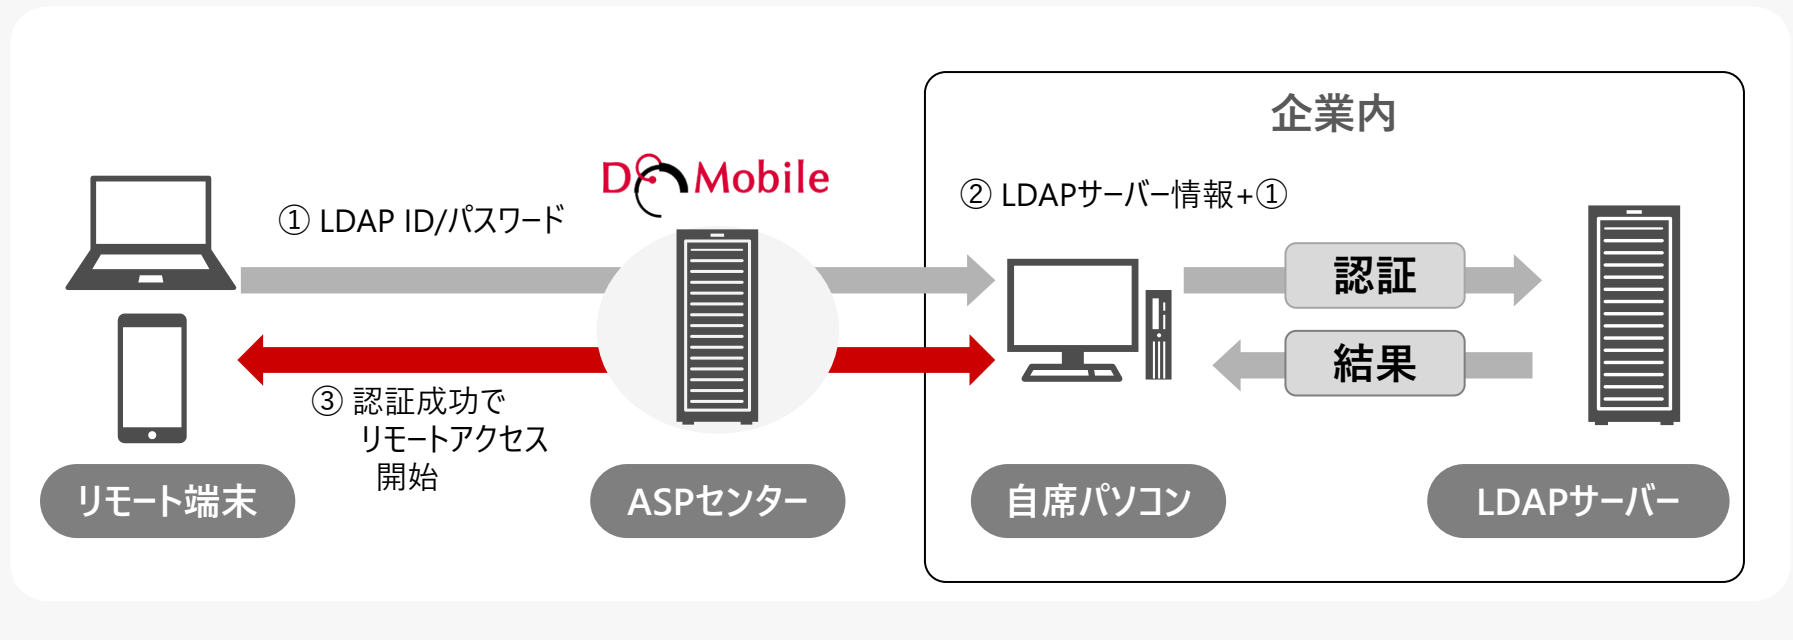 企業内
DoMobile
② LDAPサーバー情報+①
① LDAP ID/パスワード
認証
結果
③ 認証成功で
リモートアクセス
開始
リモート端末
ASPセンター
自席パソコン
LDAPサーバー